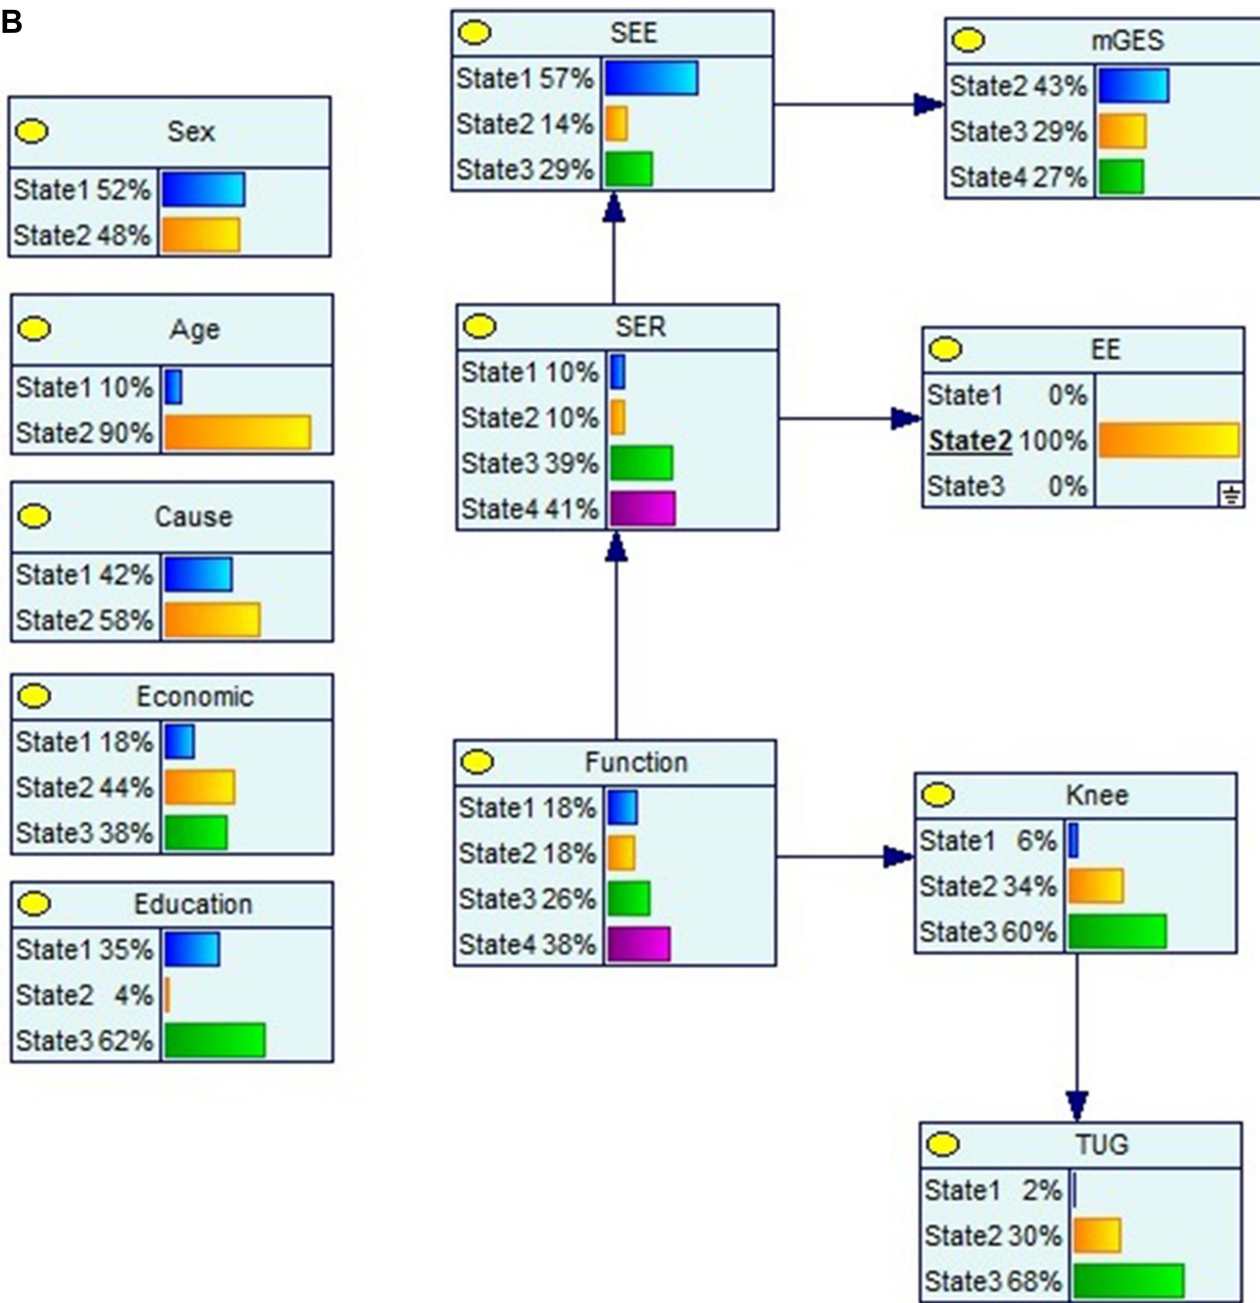 B
Sex
State1 52%
State2 48%
Age
State1 10%
State2 90%
Cause
State1 42%
State2 58%
Economic
State1 18%
State2 44%
State3 38%
Education
State1 35%
State2 4%
State3 62%
SEE
State1 57%
State2 14%
State3 29%
mGES
State2 43%
State3 29%
State4 27%
SER
State1 10%
State2 10%
State3 39%
State4 41%
EE
State1 0%
State2 100%
State3 0%
Function
State1 18%
State2 18%
State3 26%
State4 38%
Knee
State1 6%
State2 34%
State3 60%
TUG
State1 2%
State2 30%
State3 68%